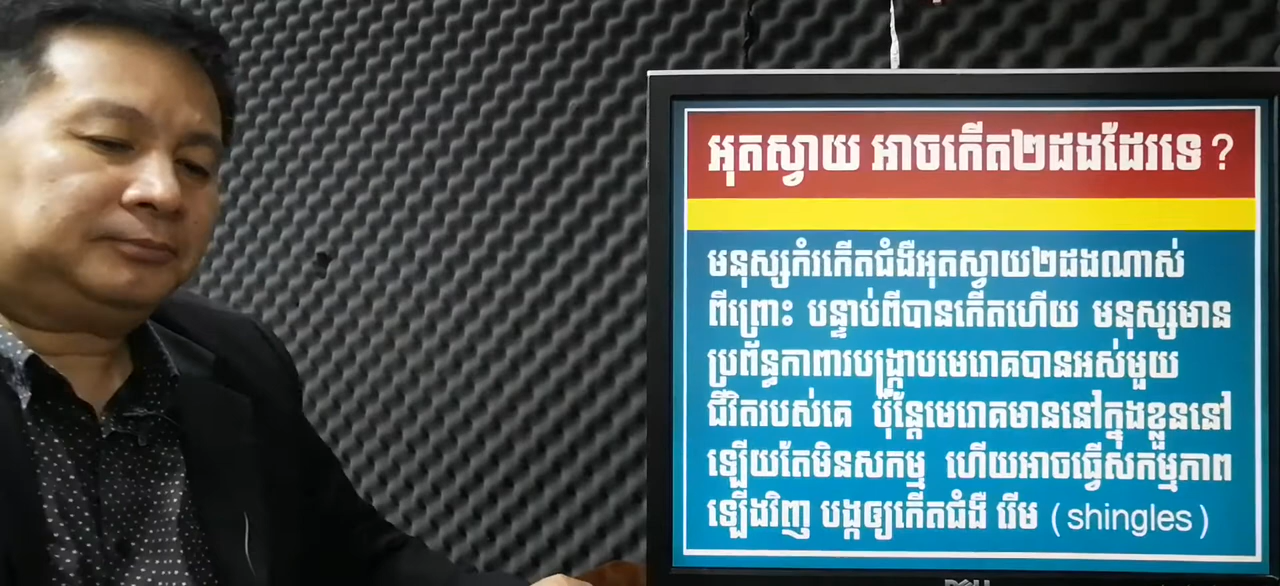 អុតស្វាយ អាចកើត២ដងដែរទេ ?
មនុស្សកំរកើតជំងឺអុតស្វាយ២ដងណាស់
ពីព្រោះ បន្ទាប់ពីបានកើតហើយ មនុស្សមាន
ប្រព័ន្ធការពារបង្ក្រាបមេរោគបានអស់មួយ
ជីវិតរបស់គេ ប៉ុន្តែមេរោគមាននៅក្នុងខ្លួននៅ
ឡើយតែមិនសកម្ម ហើយអាចធ្វើសកម្មភាព
ឡើងវិញ បង្កឲ្យកើតជំងឺ រើម (shingles)